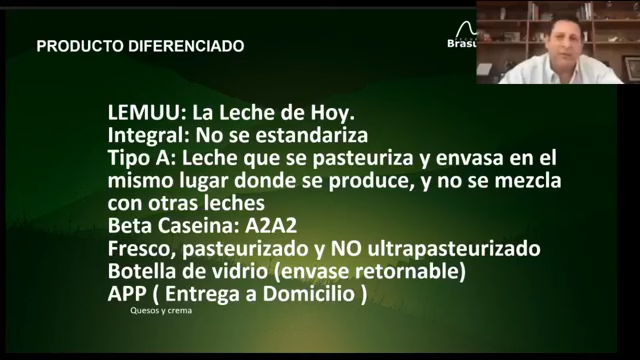 PRODUCTO DIFERENCIADO
LEMUU: La Leche de Hoy.
Integral: No se estandariza
Tipo A: Leche que se pasteuriza y envasa en el
mismo lugar donde se produce, y no se mezcla
con otras leches
Beta Caseina: A2A2
Fresco, pasteurizado y NO ultrapasteurizado
Botella de vidrio (envase retornable)
APP ( Entrega a Domicilio )
Quesos y crema